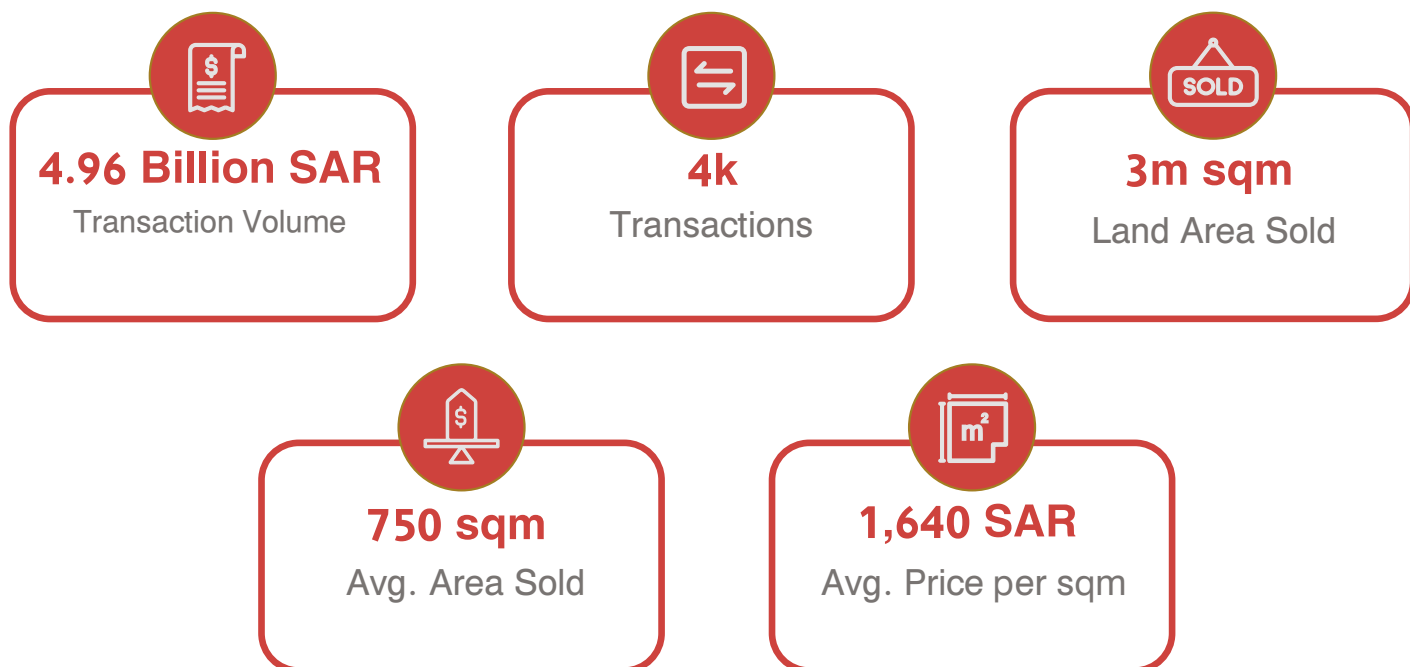 $
SOLD
4.96 Billion SAR
Transaction Volume
4k
Transactions
3m sqm
Land Area Sold
$
m²
750 sqm
Avg. Area Sold
1,640 SAR
Avg. Price per sqm